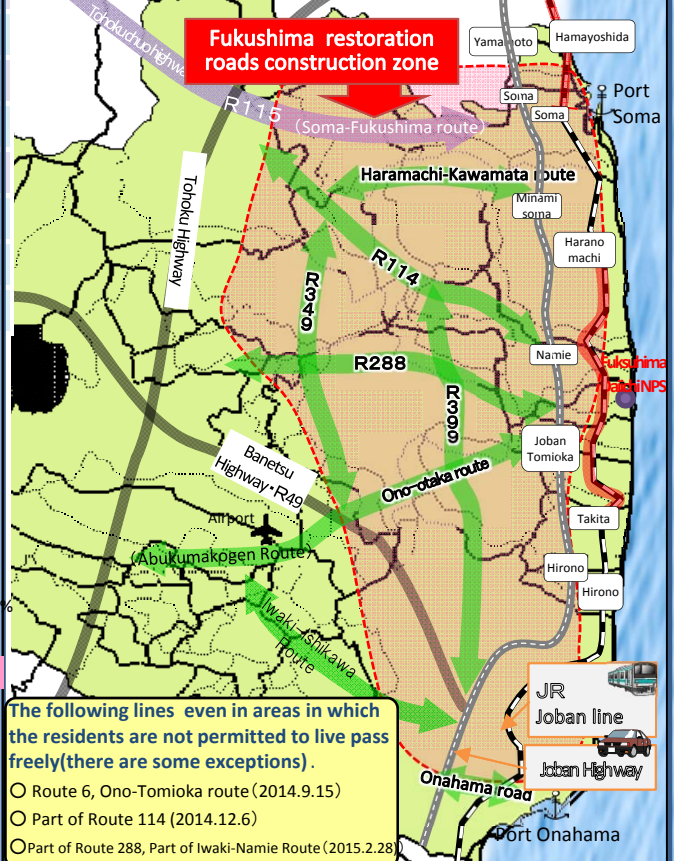 Tohokuchuo highway
Fukushima restoration
roads construction zone
Yamamoto
Hamayoshida
R115
(Soma-Fukushima route)
Soma
Soma
Port
Soma
Tohoku Highway
Haramachi-Kawamata route
Minami
soma
Harano
machi
R349
R114
Namie
Fuksuhima
Daiichi NPS
R288
R399
Joban
Tomioka
Banetsu
Highway・R49
Ono-otaka route
Airport
Takita
(Abukumakogen Route)
Hirono
Hirono
Iwaki-Ishikawa
Route
%
JR
Joban line
Joban Highway
Onahama road
Port Onahama
The following lines even in areas in which
the residents are not permitted to live pass
freely(there are some exceptions) .
○ Route 6, Ono-Tomioka route(2014.9.15)
○ Part of Route 114 (2014.12.6)
○Part of Route 288, Part of Iwaki-Namie Route(2015.2.28)